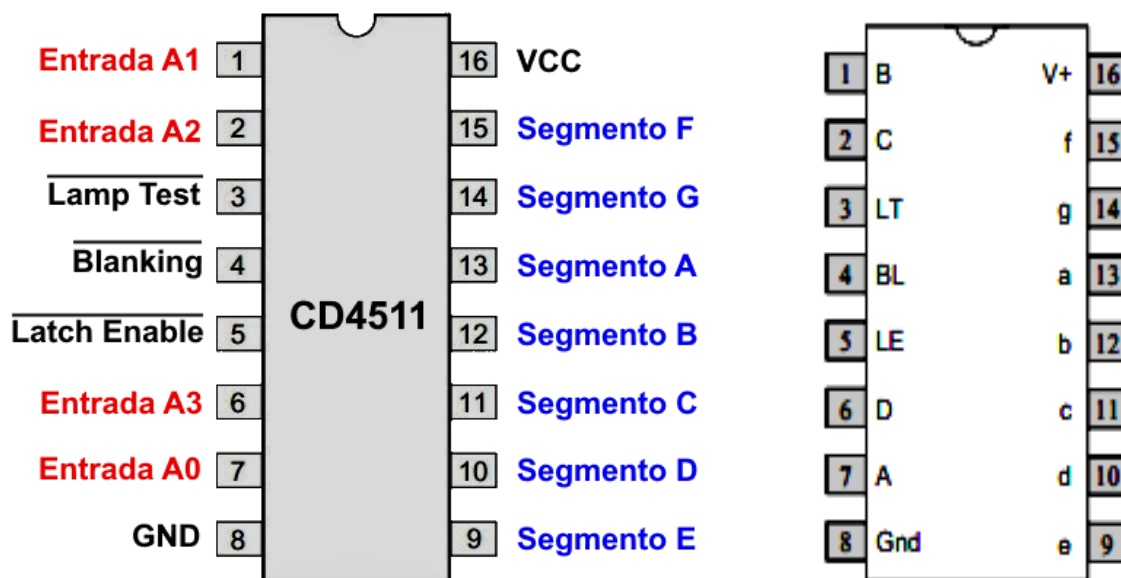 Entrada A1 1 16 VCC
Entrada A2 2 15 Segmento F
Lamp Test 3 14 Segmento G
Blanking 4 13 Segmento A
CD4511
Latch Enable 5 12 Segmento B
Entrada A3 6 11 Segmento C
Entrada A0 7 10 Segmento D
GND 8 9 Segmento E
1 B V+ 16
2 C f 15
3 LT g 14
4 BL a 13
5 LE b 12
6 D c 11
7 A d 10
8 Gnd e 9